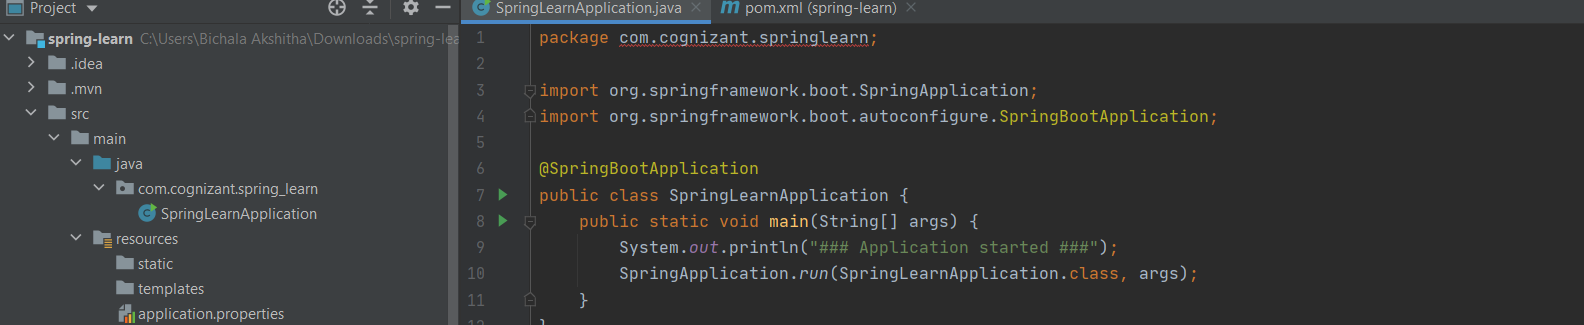 Project
spring-learn C:\Users\Bichala Akshitha\Downloads\spring-lea
.idea
.mvn
src
main
java
com.cognizant.spring_learn
SpringLearnApplication
resources
static
templates
application.properties
SpringLearnApplication.java
m pom.xml (spring-learn)
1 package com.cognizant.springlearn;
2
3 import org.springframework.boot.SpringApplication;
4 import org.springframework.boot.autoconfigure.SpringBootApplication;
5
6 @SpringBootApplication
7 public class SpringLearnApplication {
8 public static void main(String[] args) {
9 System.out.println("### Application started ###");
10 SpringApplication.run(SpringLearnApplication.class, args);
11 }
12 }